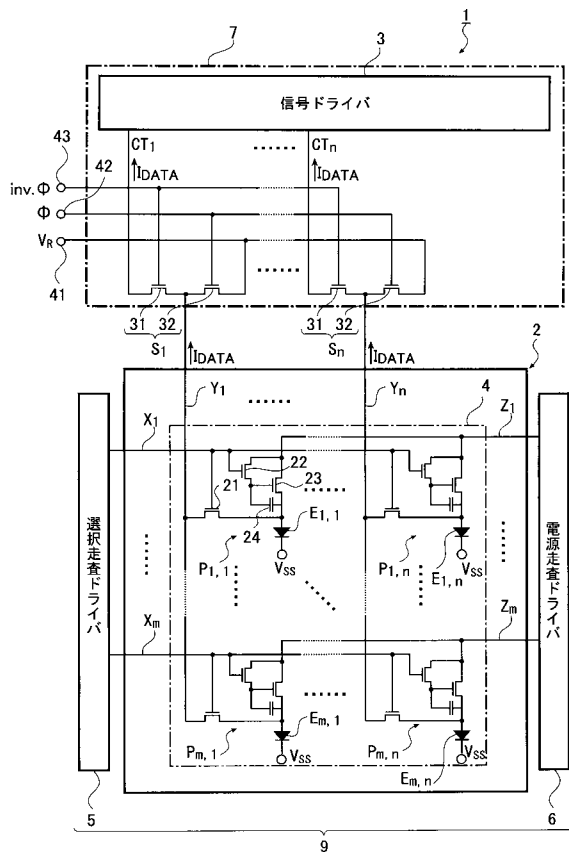 1
7
3
信号ドライバ
CT1 CTn
43
IDATA IDATA
42
inv. Φ
Φ
VR
41
31 32 31 32
S1 Sn
IDATA IDATA
2
Y1 Yn
4
X1 Z1
22
23
21
24
E1, 1
P1, 1 VSS P1, n E1, n VSS
選択走査ドライバ
電源走査ドライバ
Xm Zm
Em, 1
Pm, 1 VSS Pm, n VSS
Em, n
5 6
9